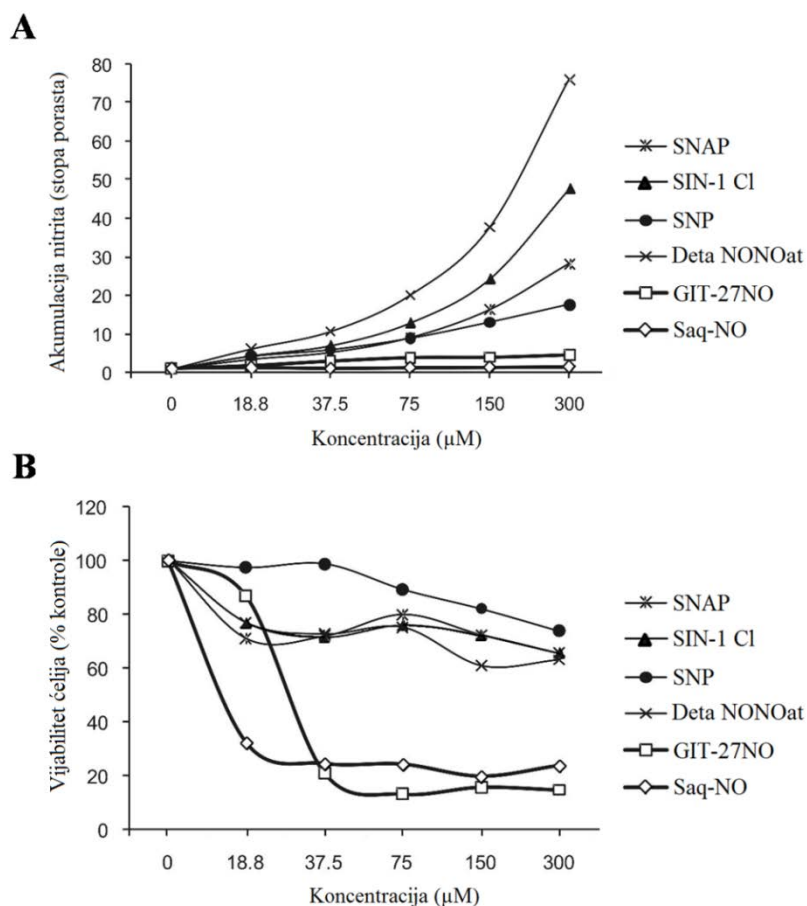 A
Akumulacija nitrita (stopa porasta)
80
70
60
50
40
30
20
10
0
0 18.8 37.5 75 150 300
Koncentracija (µM)
SNAP
SIN-1 Cl
SNP
Deta NONOat
GIT-27NO
Saq-NO
B
Vijabilitet ćelija (% kontrole)
120
100
80
60
40
20
0
0 18.8 37.5 75 150 300
Koncentracija (µM)
SNAP
SIN-1 Cl
SNP
Deta NONOat
GIT-27NO
Saq-NO